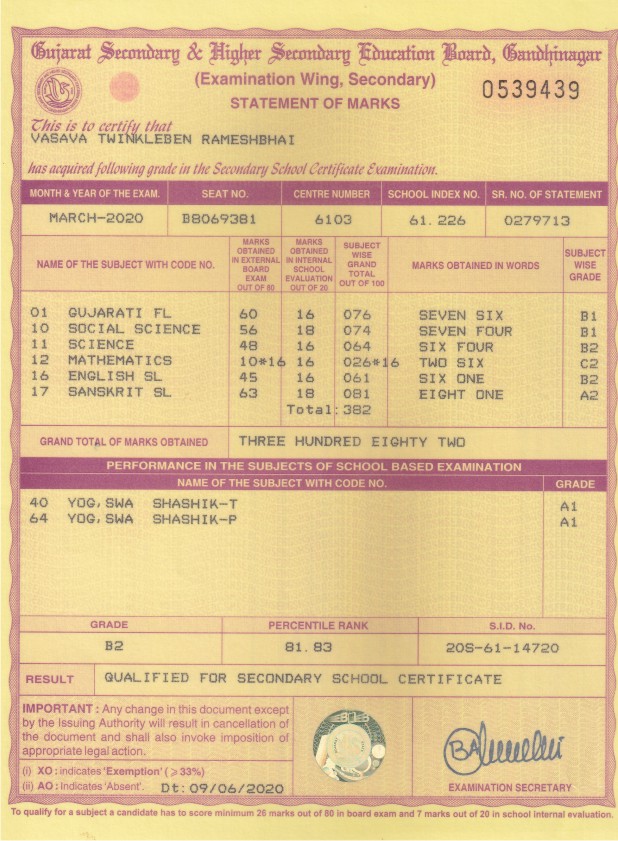 Gujarat Secondary & Higher Secondary Education Board, Gandhinagar
(Examination Wing, Secondary)
0539439
STATEMENT OF MARKS
This is to certify that
VASAVA TWINKLEBEN RAMESHBHAI
has acquired following grade in the Secondary School Certificate Examination.
MONTH & YEAR OF THE EXAM. SEAT NO. CENTRE NUMBER SCHOOL INDEX NO. SR. NO. OF STATEMENT
MARCH-2020 B8069381 6103 61.226 0279713
NAME OF THE SUBJECT WITH CODE NO. MARKS OBTAINED IN EXTERNAL BOARD EXAM OUT OF 80 MARKS OBTAINED IN INTERNAL SCHOOL EVALUATION OUT OF 20 SUBJECT WISE GRAND TOTAL OUT OF 100 MARKS OBTAINED IN WORDS SUBJECT WISE GRADE
01 GUJARATI FL 60 16 076 SEVEN SIX B1
10 SOCIAL SCIENCE 56 18 074 SEVEN FOUR B1
11 SCIENCE 48 16 064 SIX FOUR B2
12 MATHEMATICS 10*16 16 026*16 TWO SIX C2
16 ENGLISH SL 45 16 061 SIX ONE B2
17 SANSKRIT SL 63 18 081 EIGHT ONE A2
Total: 382
GRAND TOTAL OF MARKS OBTAINED THREE HUNDRED EIGHTY TWO
PERFORMANCE IN THE SUBJECTS OF SCHOOL BASED EXAMINATION
NAME OF THE SUBJECT WITH CODE NO. GRADE
40 YOG,SWA SHASHIK-T A1
64 YOG,SWA SHASHIK-P A1
GRADE PERCENTILE RANK S.I.D. No.
B2 81.83 20S-61-14720
RESULT QUALIFIED FOR SECONDARY SCHOOL CERTIFICATE
IMPORTANT : Any change in this document except
by the Issuing Authority will result in cancellation of
the document and shall also invoke imposition of
appropriate legal action.
(i) XO : indicates 'Exemption' (⩾ 33%)
(ii) AO : Indicates 'Absent'. Dt: 09/06/2020
EXAMINATION SECRETARY
To qualify for a subject a candidate has to score minimum 26 marks out of 80 in board exam and 7 marks out of 20 in school internal evaluation.